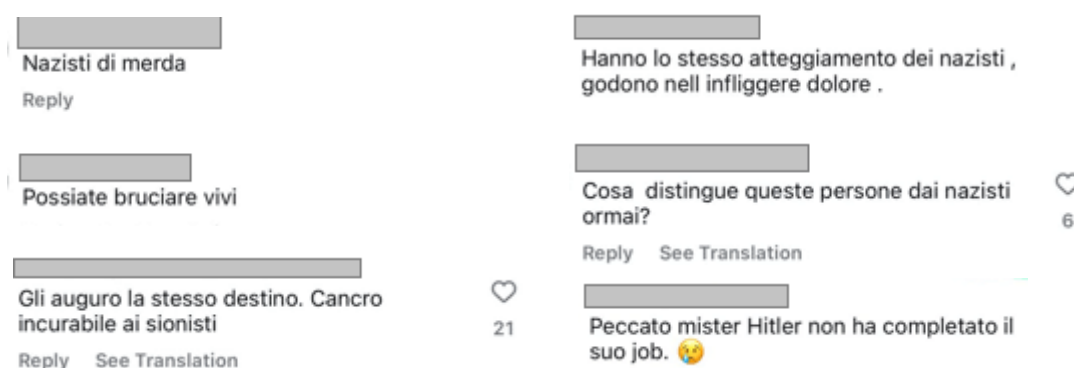 Nazisti di merda
Reply
Possiate bruciare vivi
Gli auguro la stesso destino. Cancro
incurabile ai sionisti
21
Reply See Translation
Hanno lo stesso atteggiamento dei nazisti ,
godono nell infliggere dolore .
Cosa distingue queste persone dai nazisti
ormai?
6
Reply See Translation
Peccato mister Hitler non ha completato il
suo job. 😢